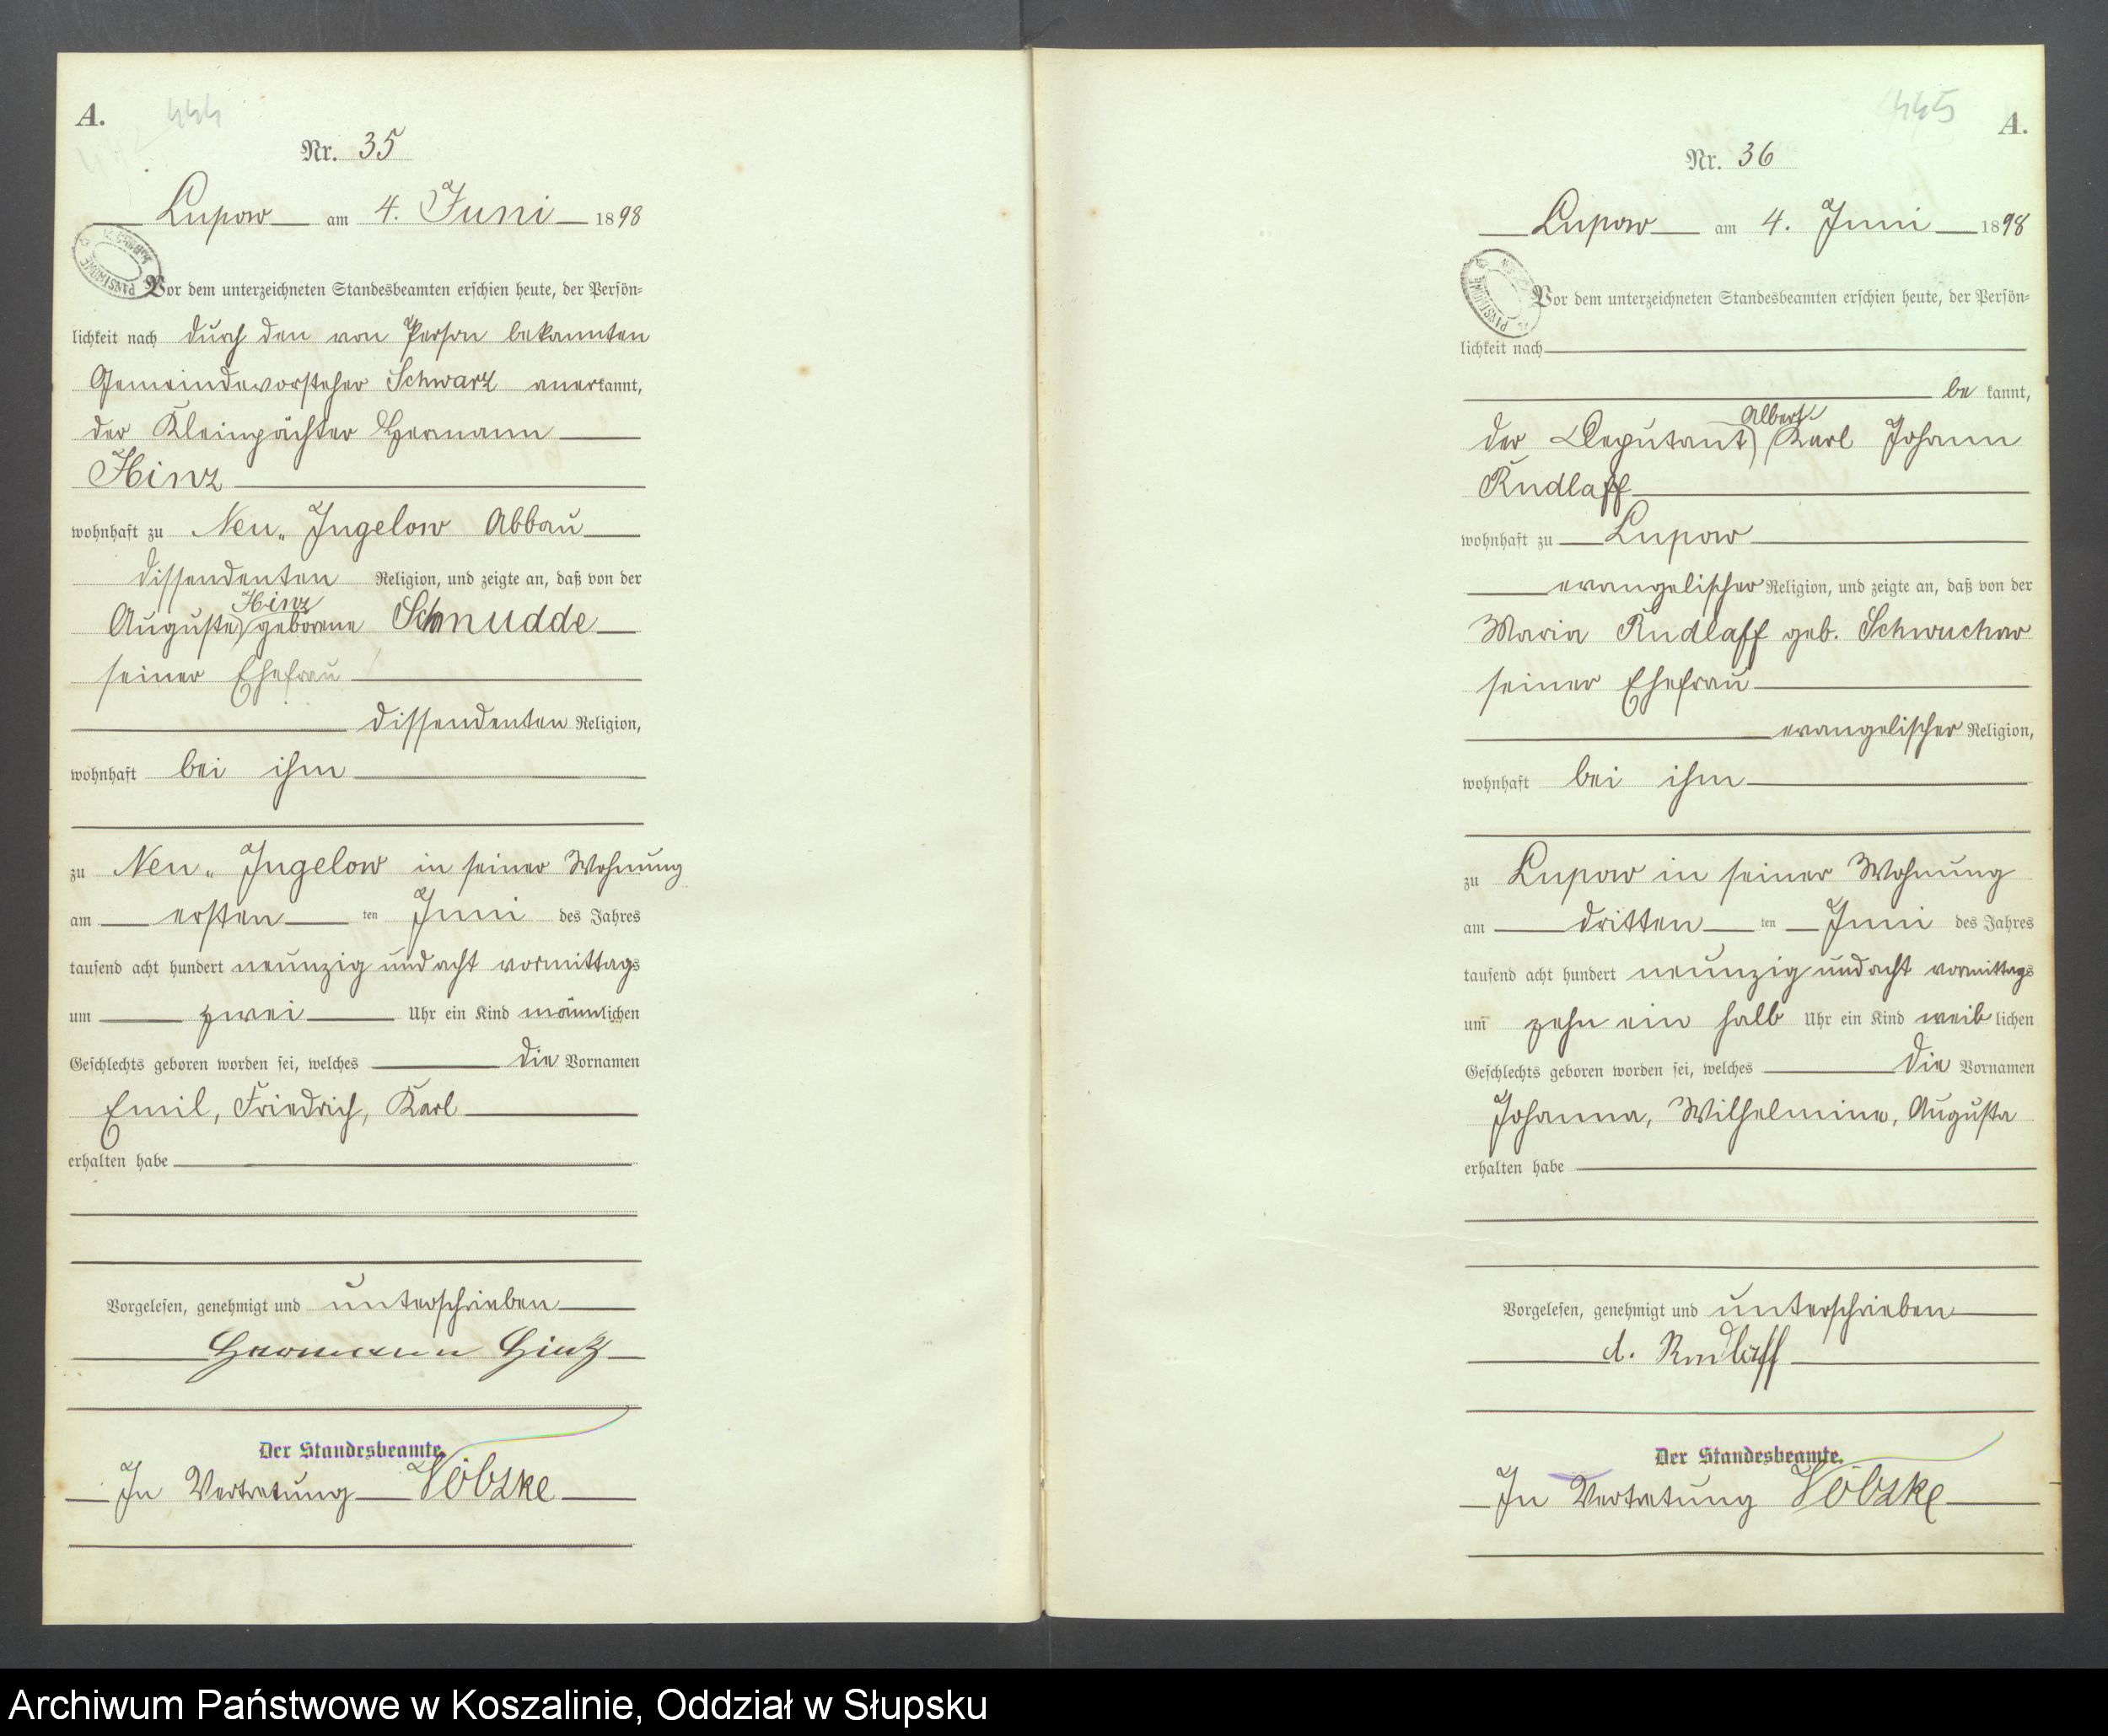 A.
444
Nr. 35
Lupow am 4. Juni 1898
Vor dem unterzeichneten Standesbeamten erschien heute, der Persön=
lichkeit nach durch den von Person bekannten
Gemeindevorsteher Schwarz anerkannt,
der Kleinpächter Hermann
Hinz
wohnhaft zu Neu-Jugelow Abbau
dissendenten Religion, und zeigte an, daß von der
Hinz
Auguste, geborene Schmudde
seiner Ehefrau
dissendenten Religion,
wohnhaft bei ihm
zu Neu-Jugelow in seiner Wohnung
am ersten ten Juni des Jahres
tausend acht hundert neunzig und acht vormittags
um zwei Uhr ein Kind männlichen
Geschlechts geboren worden sei, welches die Vornamen
Emil, Friedrich, Karl
erhalten habe
Vorgelesen, genehmigt und unterschrieben
Hermann Hinz
Der Standesbeamte.
In Vertretung
A.
445
Nr. 36
Lupow am 4. Juni 1898
Vor dem unterzeichneten Standesbeamten erschien heute, der Persön=
lichkeit nach
be kannt,
Albert
der Deputant Karl Johann
Rudlaff
wohnhaft zu Lupow
evangelischer Religion, und zeigte an, daß von der
Maria Rudlaff geb. Schwuchow
seiner Ehefrau
evangelischer Religion,
wohnhaft bei ihm
zu Lupow in seiner Wohnung
am dritten ten Juni des Jahres
tausend acht hundert neunzig und acht vormittags
um zehn ein halb Uhr ein Kind weib lichen
Geschlechts geboren worden sei, welches die Vornamen
Johanna, Wilhelmine, Augusta
erhalten habe
Vorgelesen, genehmigt und unterschrieben
A. Rudlaff
Der Standesbeamte.
In Vertretung
Archiwum Państwowe w Koszalinie, Oddział w Słupsku